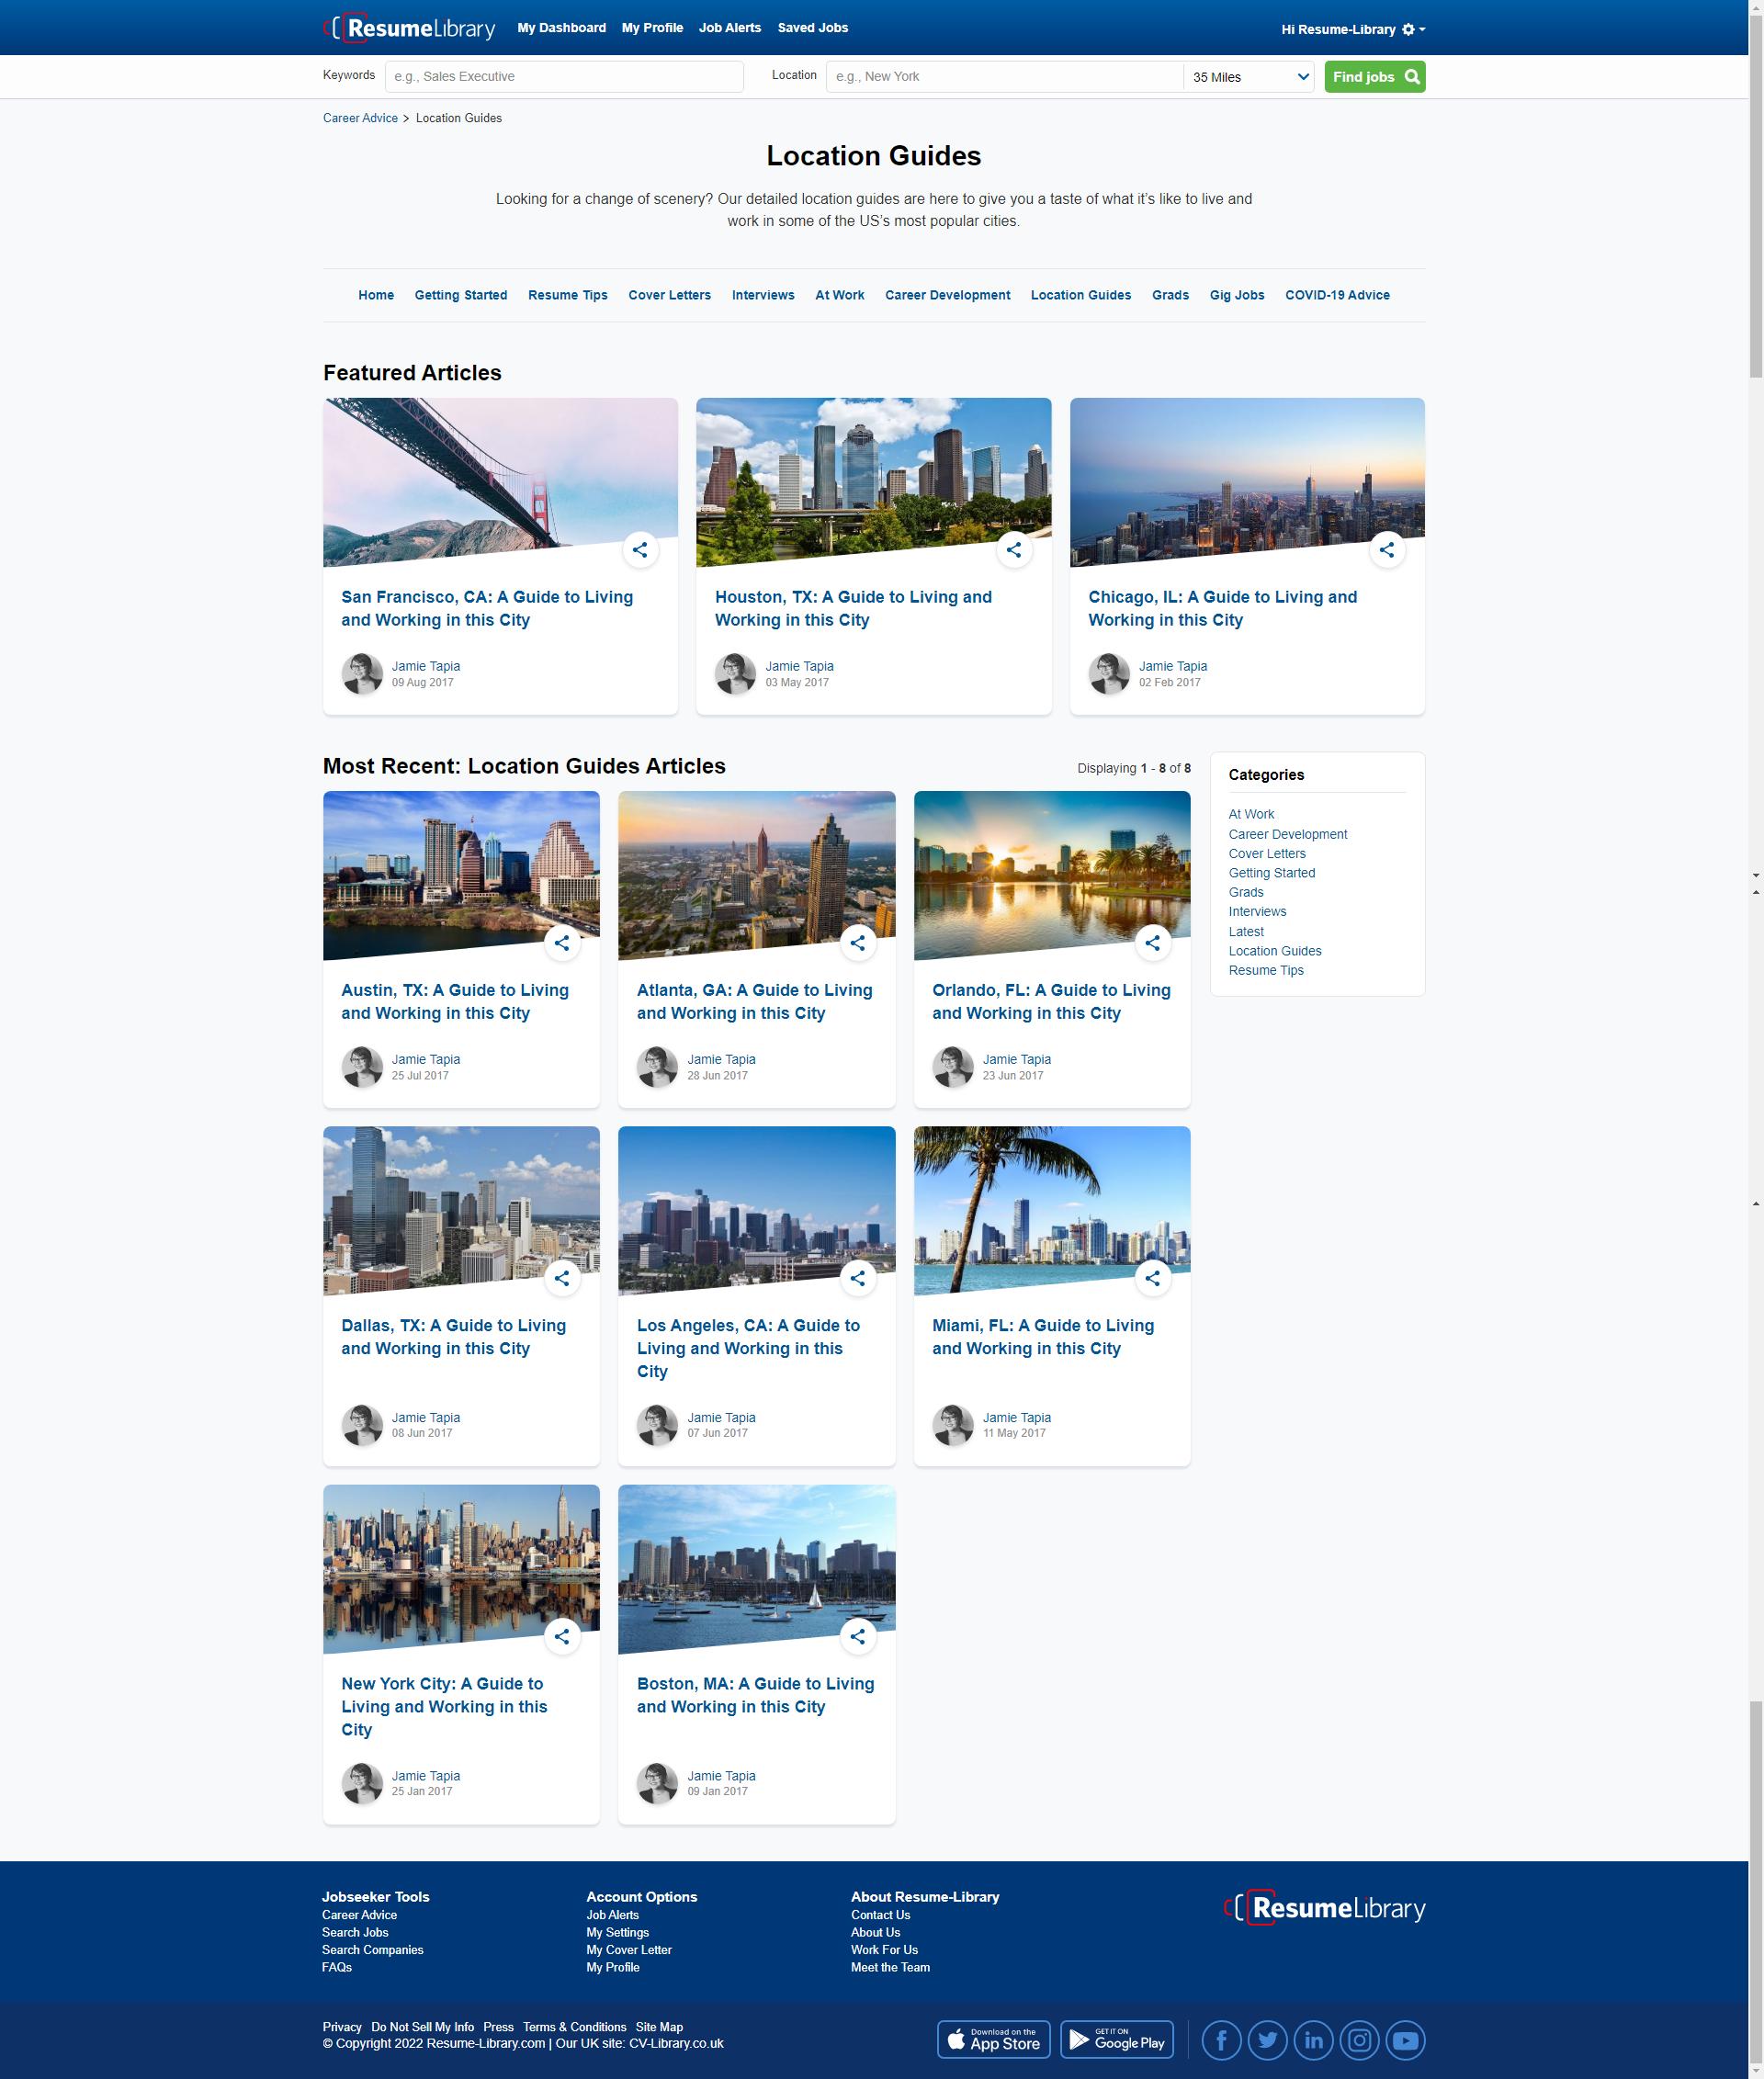 ResumeLibrary My Dashboard My Profile Job Alerts Saved Jobs Hi Resume-Library
Keywords e.g., Sales Executive Location e.g., New York 35 Miles Find jobs
Career Advice > Location Guides
Location Guides
Looking for a change of scenery? Our detailed location guides are here to give you a taste of what it’s like to live and
work in some of the US’s most popular cities.
Home Getting Started Resume Tips Cover Letters Interviews At Work Career Development Location Guides Grads Gig Jobs COVID-19 Advice
Featured Articles
San Francisco, CA: A Guide to Living
and Working in this City
Jamie Tapia
09 Aug 2017
Houston, TX: A Guide to Living and
Working in this City
Jamie Tapia
03 May 2017
Chicago, IL: A Guide to Living and
Working in this City
Jamie Tapia
02 Feb 2017
Most Recent: Location Guides Articles
Displaying 1 - 8 of 8
Austin, TX: A Guide to Living
and Working in this City
Jamie Tapia
25 Jul 2017
Atlanta, GA: A Guide to Living
and Working in this City
Jamie Tapia
28 Jun 2017
Orlando, FL: A Guide to Living
and Working in this City
Jamie Tapia
23 Jun 2017
Dallas, TX: A Guide to Living
and Working in this City
Jamie Tapia
08 Jun 2017
Los Angeles, CA: A Guide to
Living and Working in this
City
Jamie Tapia
07 Jun 2017
Miami, FL: A Guide to Living
and Working in this City
Jamie Tapia
11 May 2017
New York City: A Guide to
Living and Working in this
City
Jamie Tapia
25 Jan 2017
Boston, MA: A Guide to Living
and Working in this City
Jamie Tapia
09 Jan 2017
Categories
At Work
Career Development
Cover Letters
Getting Started
Grads
Interviews
Latest
Location Guides
Resume Tips
Jobseeker Tools
Career Advice
Search Jobs
Search Companies
FAQs
Account Options
Job Alerts
My Settings
My Cover Letter
My Profile
About Resume-Library
Contact Us
About Us
Work For Us
Meet the Team
ResumeLibrary
Privacy Do Not Sell My Info Press Terms & Conditions Site Map
© Copyright 2022 Resume-Library.com | Our UK site: CV-Library.co.uk
Download on the
App Store
GET IT ON
Google Play